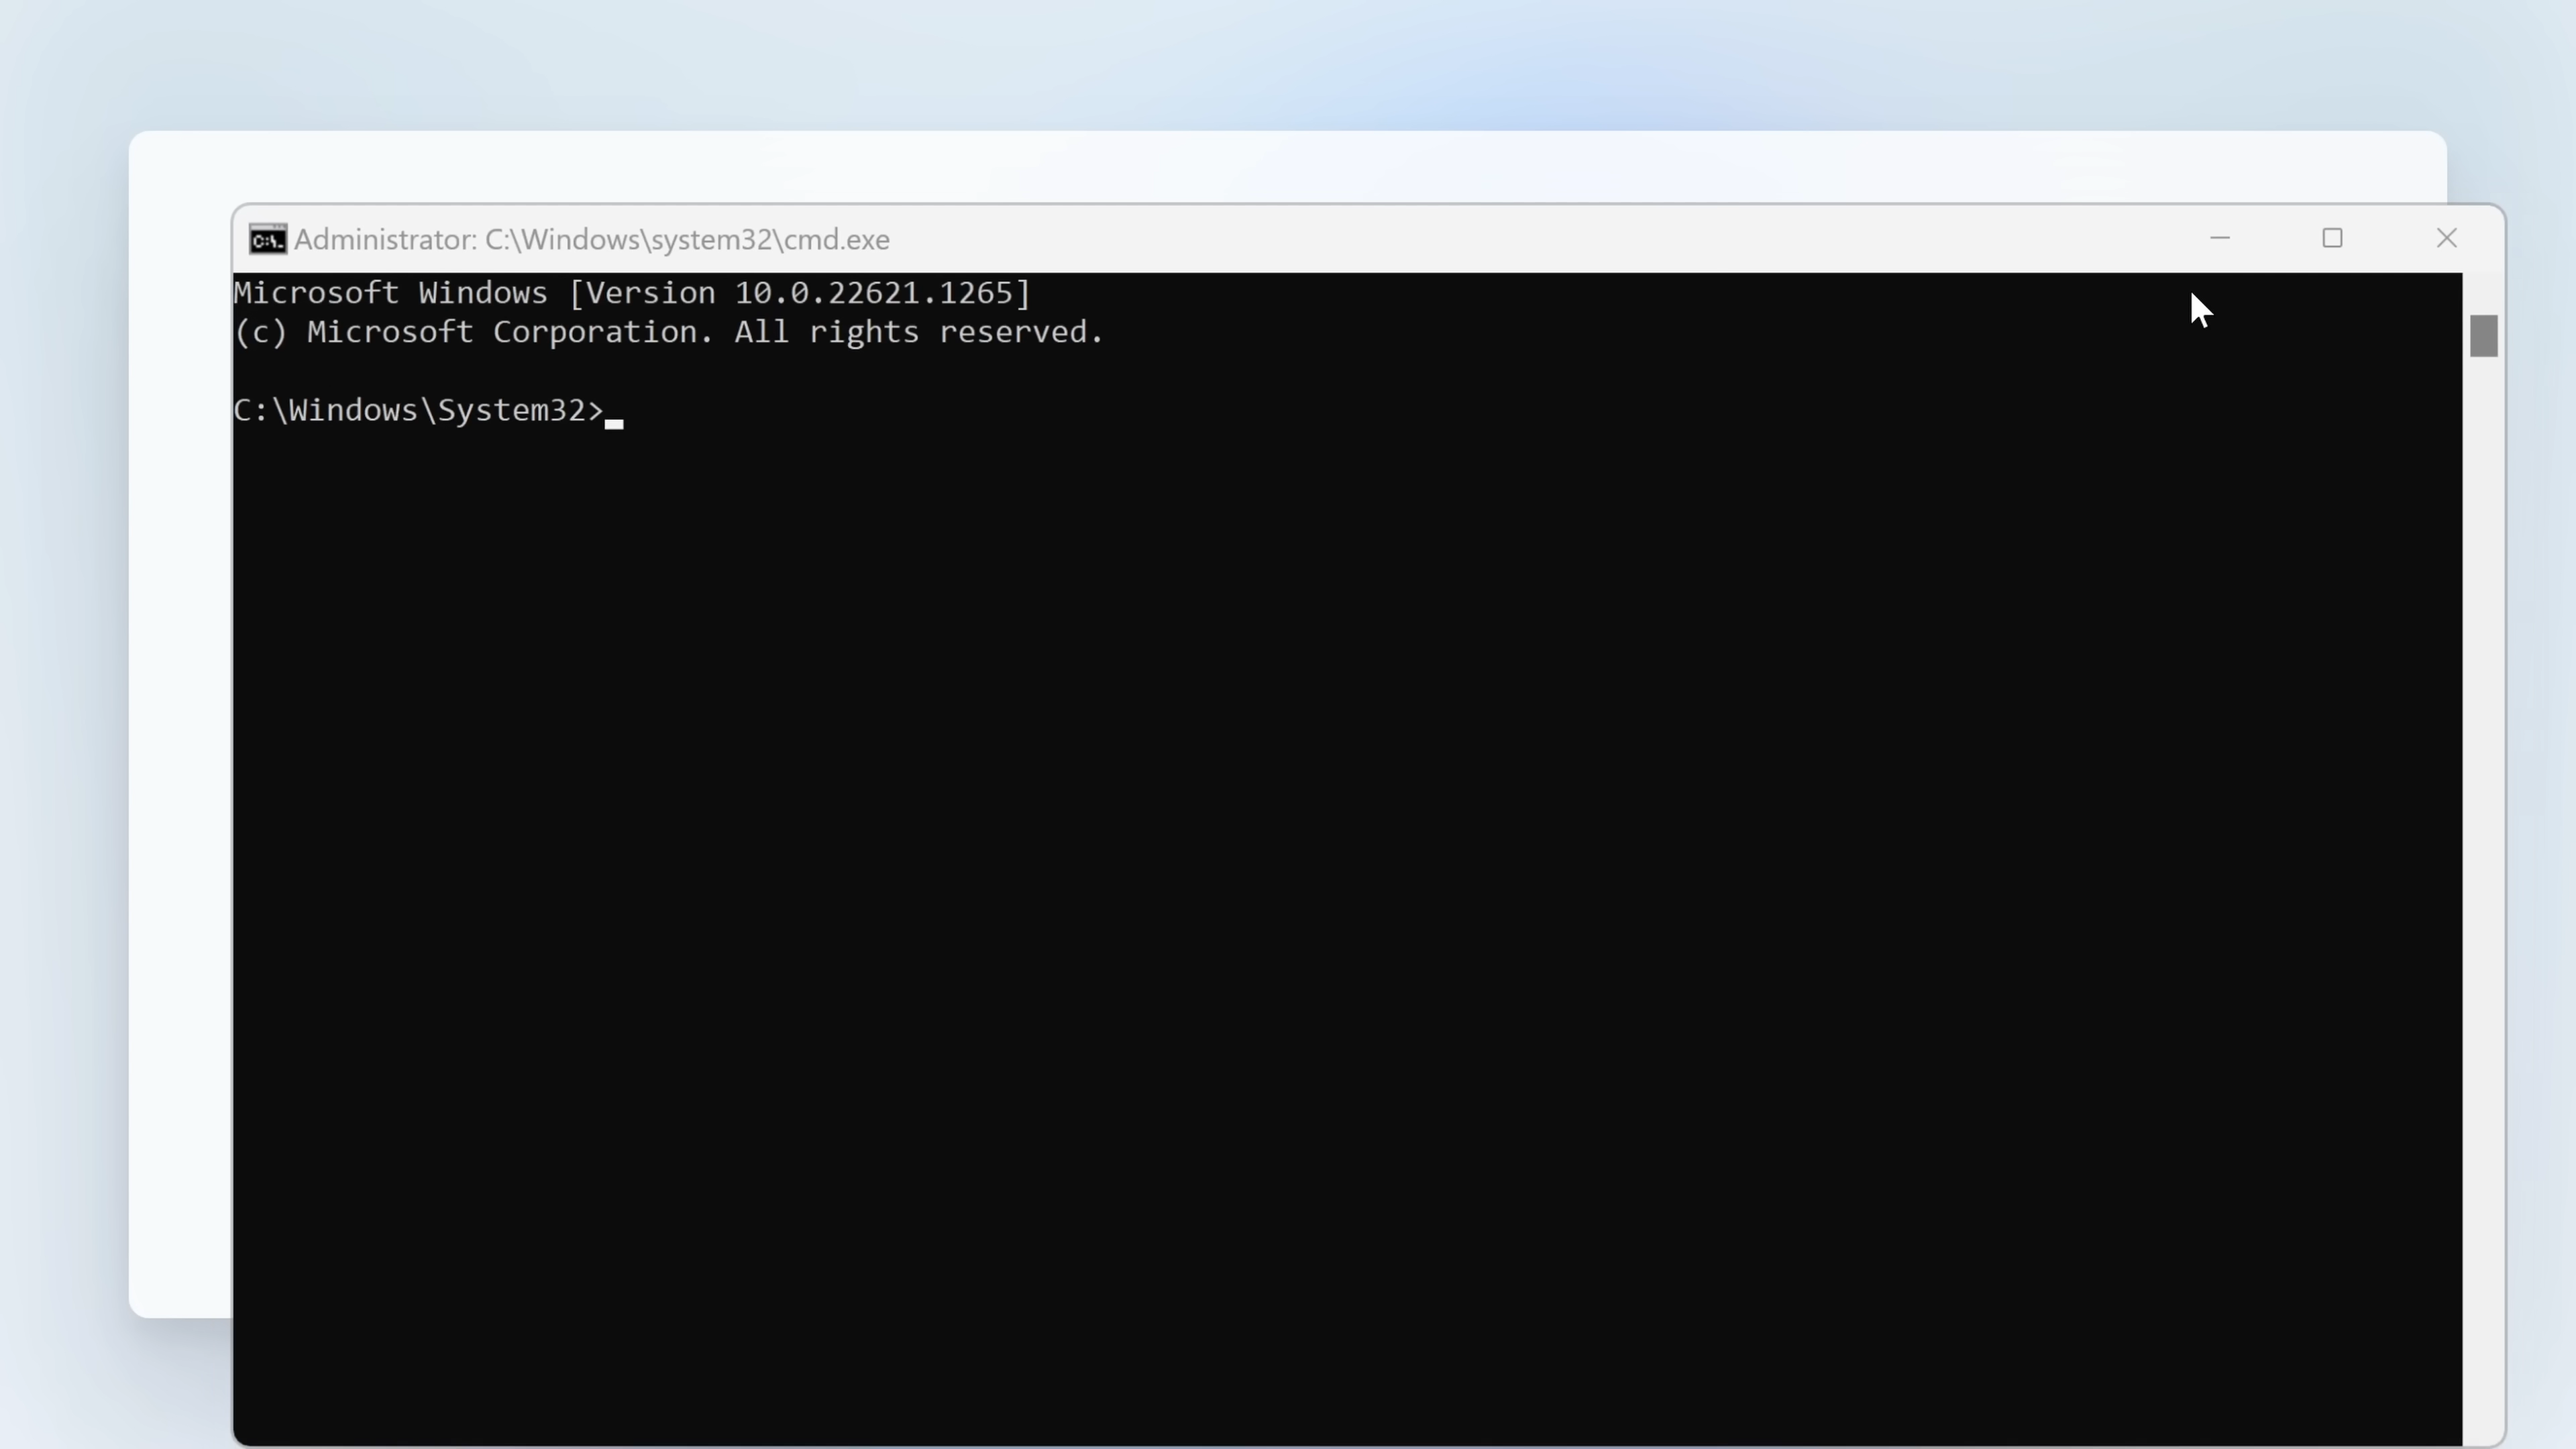 Administrator: C:\Windows\system32\cmd.exe
Microsoft Windows [Version 10.0.22621.1265]
(c) Microsoft Corporation. All rights reserved.
C:\Windows\System32>